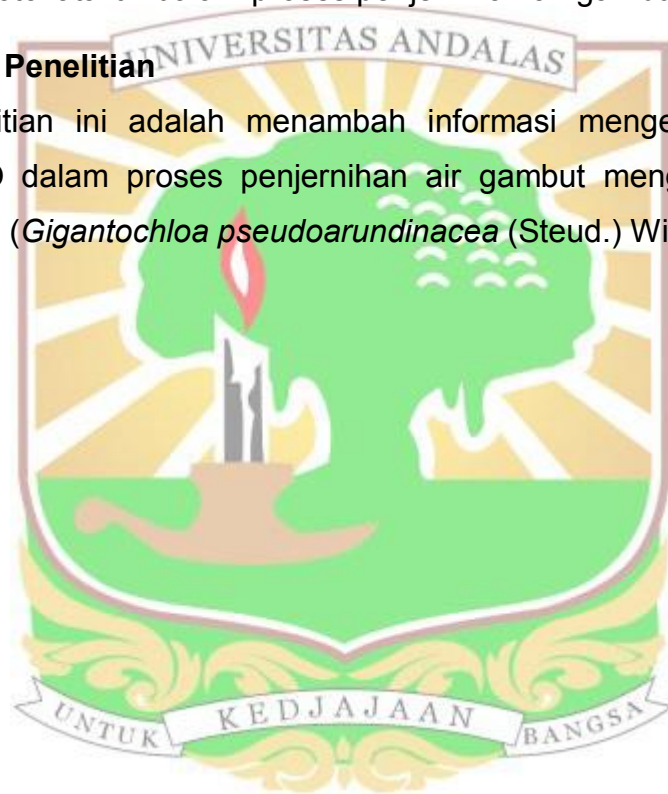 UNIVERSITAS ANDALAS
Penelitian
itian ini adalah menambah informasi menge
dalam proses penjernihan air gambut meng
(Gigantochloa pseudoarundinacea (Steud.) Wi
UNTUK KEDJAJAAN BANGSA